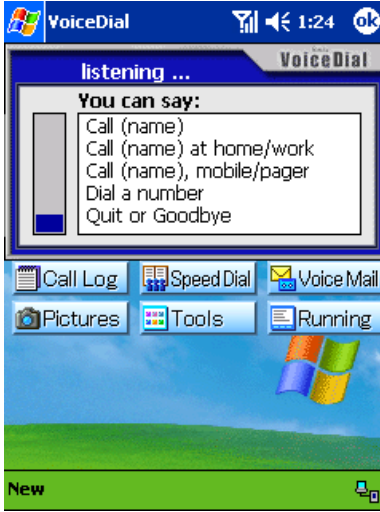 VoiceDial 1:24 ok
VoiceDial
listening ...
You can say:
Call (name)
Call (name) at home/work
Call (name), mobile/pager
Dial a number
Quit or Goodbye
Call Log Speed Dial Voice Mail
Pictures Tools Running
New